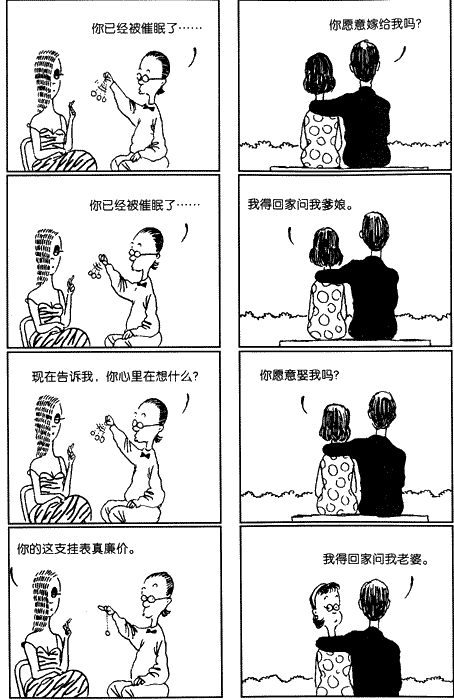 你已经被催眠了……
你已经被催眠了……
现在告诉我，你心里在想什么？
你的这支挂表真廉价。
你愿意嫁给我吗？
我得回家问我爹娘。
你愿意娶我吗？
我得回家问我老婆。